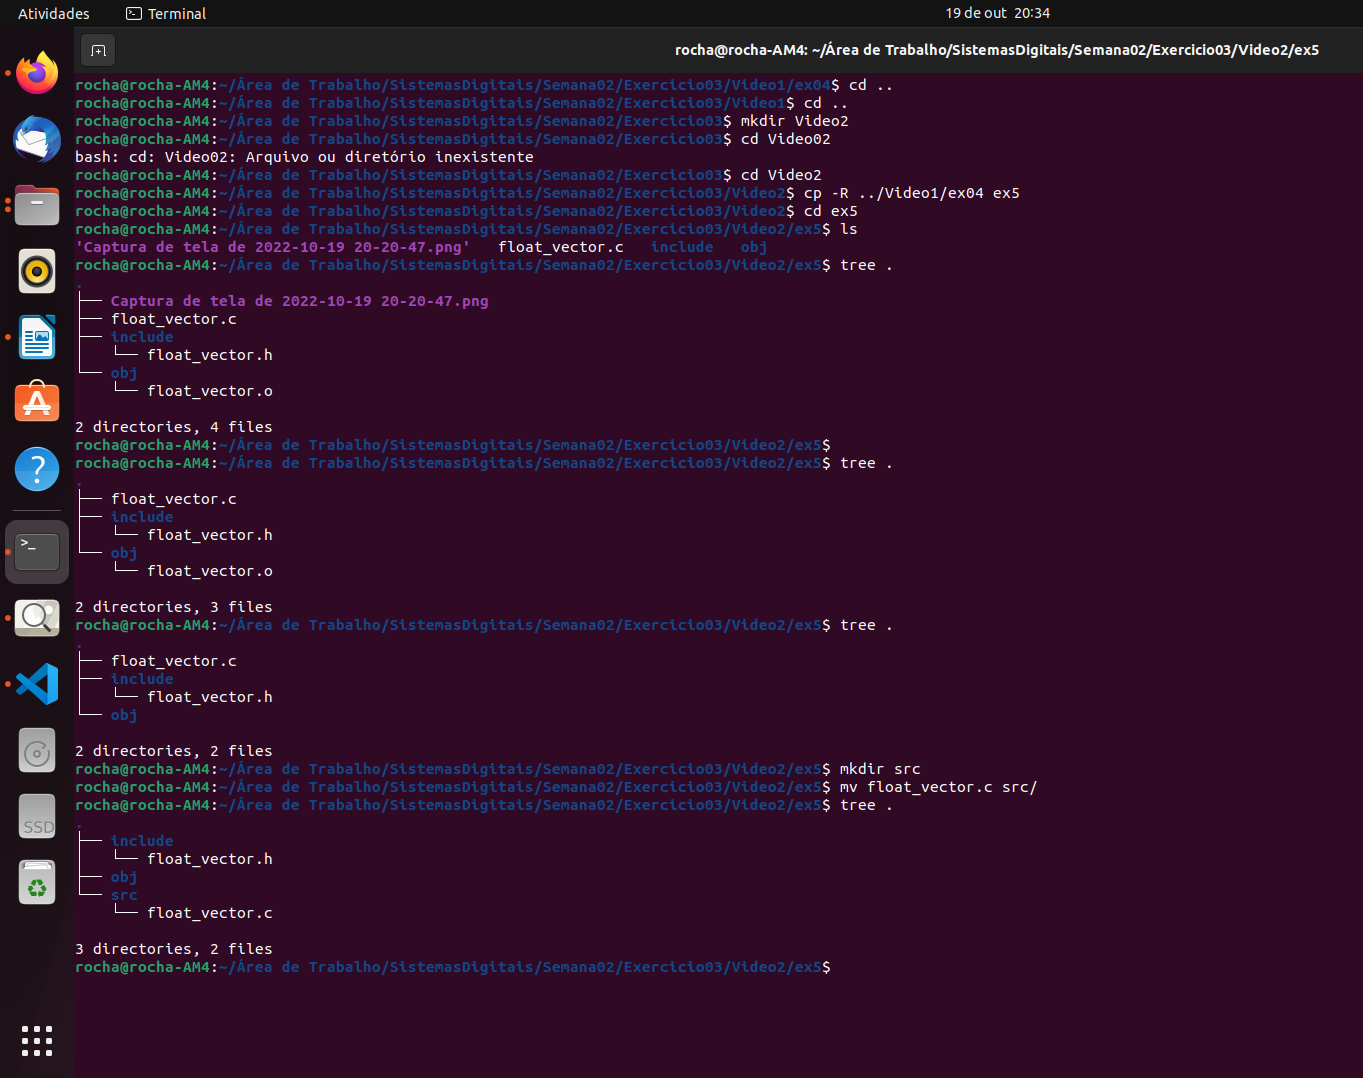 Atividades Terminal 19 de out 20:34
rocha@rocha-AM4: ~/Área de Trabalho/SistemasDigitais/Semana02/Exercicio03/Video2/ex5
rocha@rocha-AM4:~/Área de Trabalho/SistemasDigitais/Semana02/Exercicio03/Video1/ex04$ cd ..
rocha@rocha-AM4:~/Área de Trabalho/SistemasDigitais/Semana02/Exercicio03/Video1$ cd ..
rocha@rocha-AM4:~/Área de Trabalho/SistemasDigitais/Semana02/Exercicio03$ mkdir Video2
rocha@rocha-AM4:~/Área de Trabalho/SistemasDigitais/Semana02/Exercicio03$ cd Video02
bash: cd: Video02: Arquivo ou diretório inexistente
rocha@rocha-AM4:~/Área de Trabalho/SistemasDigitais/Semana02/Exercicio03$ cd Video2
rocha@rocha-AM4:~/Área de Trabalho/SistemasDigitais/Semana02/Exercicio03/Video2$ cp -R ../Video1/ex04 ex5
rocha@rocha-AM4:~/Área de Trabalho/SistemasDigitais/Semana02/Exercicio03/Video2$ cd ex5
rocha@rocha-AM4:~/Área de Trabalho/SistemasDigitais/Semana02/Exercicio03/Video2/ex5$ ls
'Captura de tela de 2022-10-19 20-20-47.png' float_vector.c include obj
rocha@rocha-AM4:~/Área de Trabalho/SistemasDigitais/Semana02/Exercicio03/Video2/ex5$ tree .
.
├── Captura de tela de 2022-10-19 20-20-47.png
├── float_vector.c
├── include
│   └── float_vector.h
└── obj
    └── float_vector.o
2 directories, 4 files
rocha@rocha-AM4:~/Área de Trabalho/SistemasDigitais/Semana02/Exercicio03/Video2/ex5$
rocha@rocha-AM4:~/Área de Trabalho/SistemasDigitais/Semana02/Exercicio03/Video2/ex5$ tree .
.
├── float_vector.c
├── include
│   └── float_vector.h
└── obj
    └── float_vector.o
2 directories, 3 files
rocha@rocha-AM4:~/Área de Trabalho/SistemasDigitais/Semana02/Exercicio03/Video2/ex5$ tree .
.
├── float_vector.c
├── include
│   └── float_vector.h
└── obj
2 directories, 2 files
rocha@rocha-AM4:~/Área de Trabalho/SistemasDigitais/Semana02/Exercicio03/Video2/ex5$ mkdir src
rocha@rocha-AM4:~/Área de Trabalho/SistemasDigitais/Semana02/Exercicio03/Video2/ex5$ mv float_vector.c src/
rocha@rocha-AM4:~/Área de Trabalho/SistemasDigitais/Semana02/Exercicio03/Video2/ex5$ tree .
.
├── include
│   └── float_vector.h
├── obj
└── src
    └── float_vector.c
3 directories, 2 files
rocha@rocha-AM4:~/Área de Trabalho/SistemasDigitais/Semana02/Exercicio03/Video2/ex5$
SSD